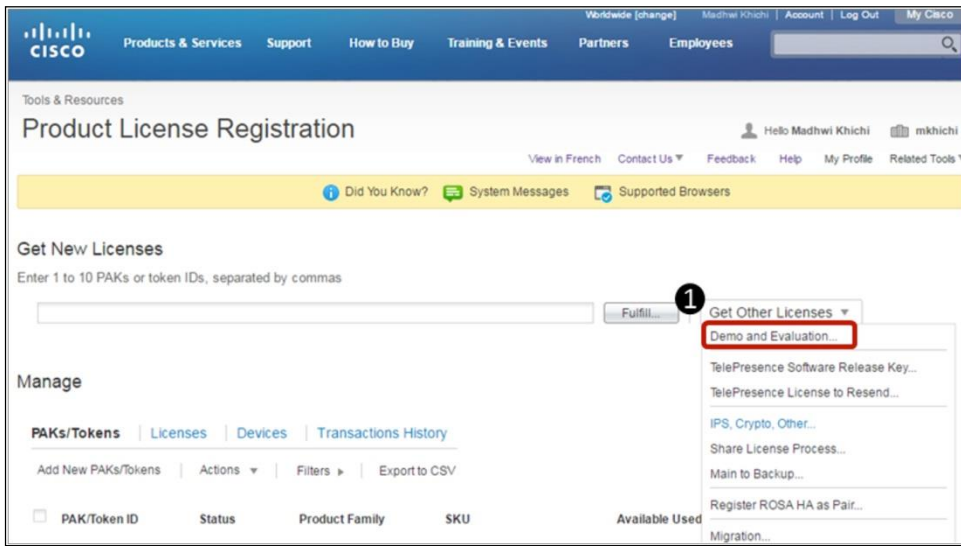 Worldwide [change] Madhwi Khichi | Account | Log Out My Cisco
CISCO Products & Services Support How to Buy Training & Events Partners Employees
Tools & Resources
Product License Registration
Hello Madhwi Khichi mkhichi
View in French Contact Us Feedback Help My Profile Related Tools
Did You Know? System Messages Supported Browsers
Get New Licenses
Enter 1 to 10 PAKs or token IDs, separated by commas
Fulfill... 1 Get Other Licenses
Demo and Evaluation...
TelePresence Software Release Key...
TelePresence License to Resend...
IPS, Crypto, Other...
Share License Process...
Main to Backup...
Register ROSA HA as Pair...
Migration...
Manage
PAKs/Tokens | Licenses | Devices | Transactions History
Add New PAKs/Tokens | Actions | Filters | Export to CSV
PAK/Token ID Status Product Family SKU Available Used